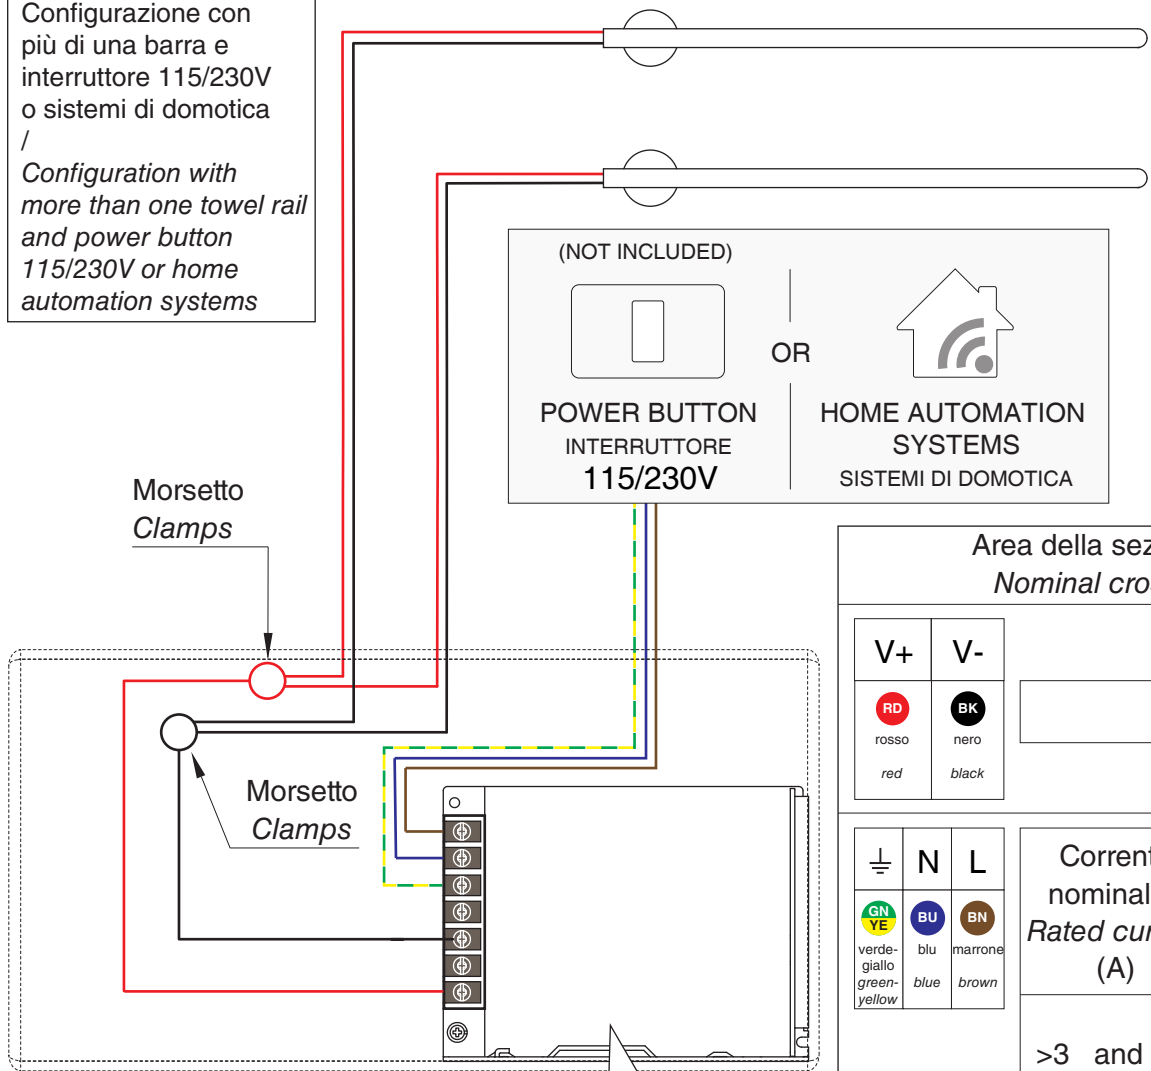 Configurazione con
più di una barra e
interruttore 115/230V
o sistemi di domotica
/
Configuration with
more than one towel rail
and power button
115/230V or home
automation systems
(NOT INCLUDED)
OR
POWER BUTTON
INTERRUTTORE
115/230V
HOME AUTOMATION
SYSTEMS
SISTEMI DI DOMOTICA
Morsetto
Clamps
Morsetto
Clamps
Area della sez
Nominal cro
V+ V-
RD BK
rosso nero
red black
N L
GN YE BU BN
verde-giallo blu marrone
green-yellow blue brown
Corrent
nominal
Rated cur
(A)
>3 and